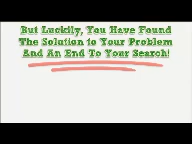 But Luckily, You Have Found
The Solution to Your Problem
And An End To Your Search!